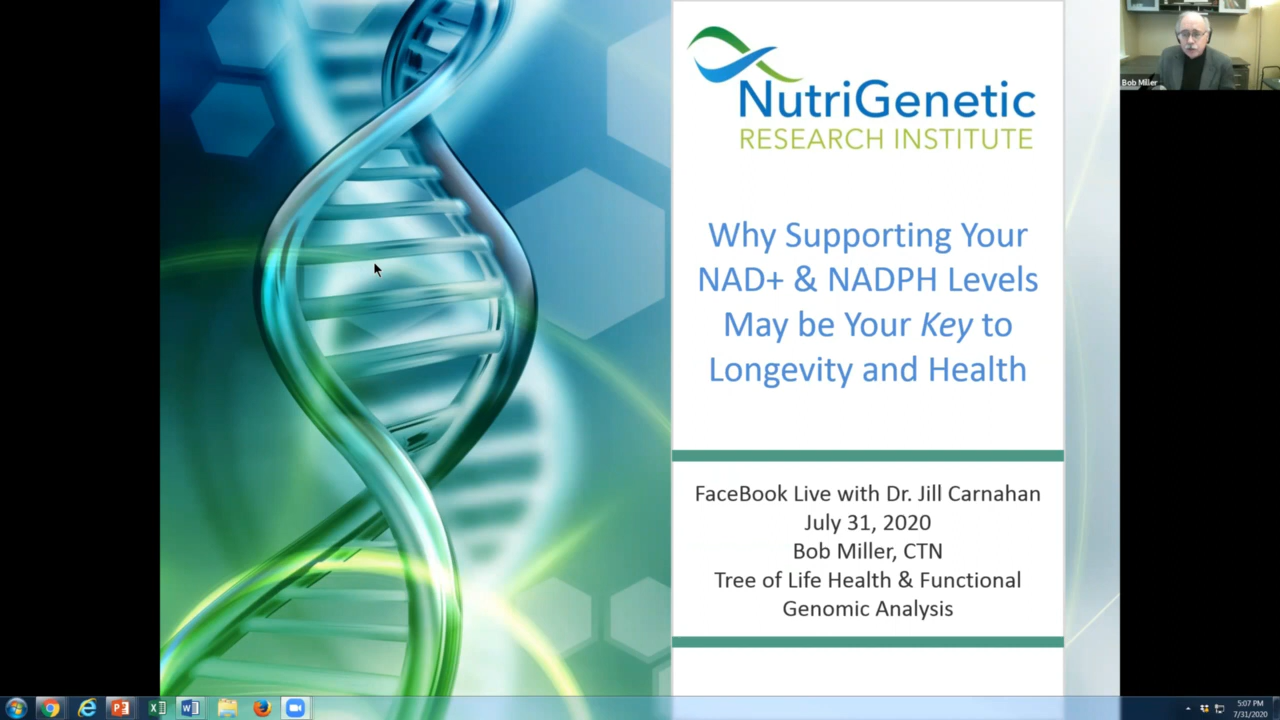 Bob Miller
NutriGenetic
RESEARCH INSTITUTE
Why Supporting Your
NAD+ & NADPH Levels
May be Your Key to
Longevity and Health
FaceBook Live with Dr. Jill Carnahan
July 31, 2020
Bob Miller, CTN
Tree of Life Health & Functional
Genomic Analysis
5:07 PM
7/31/2020